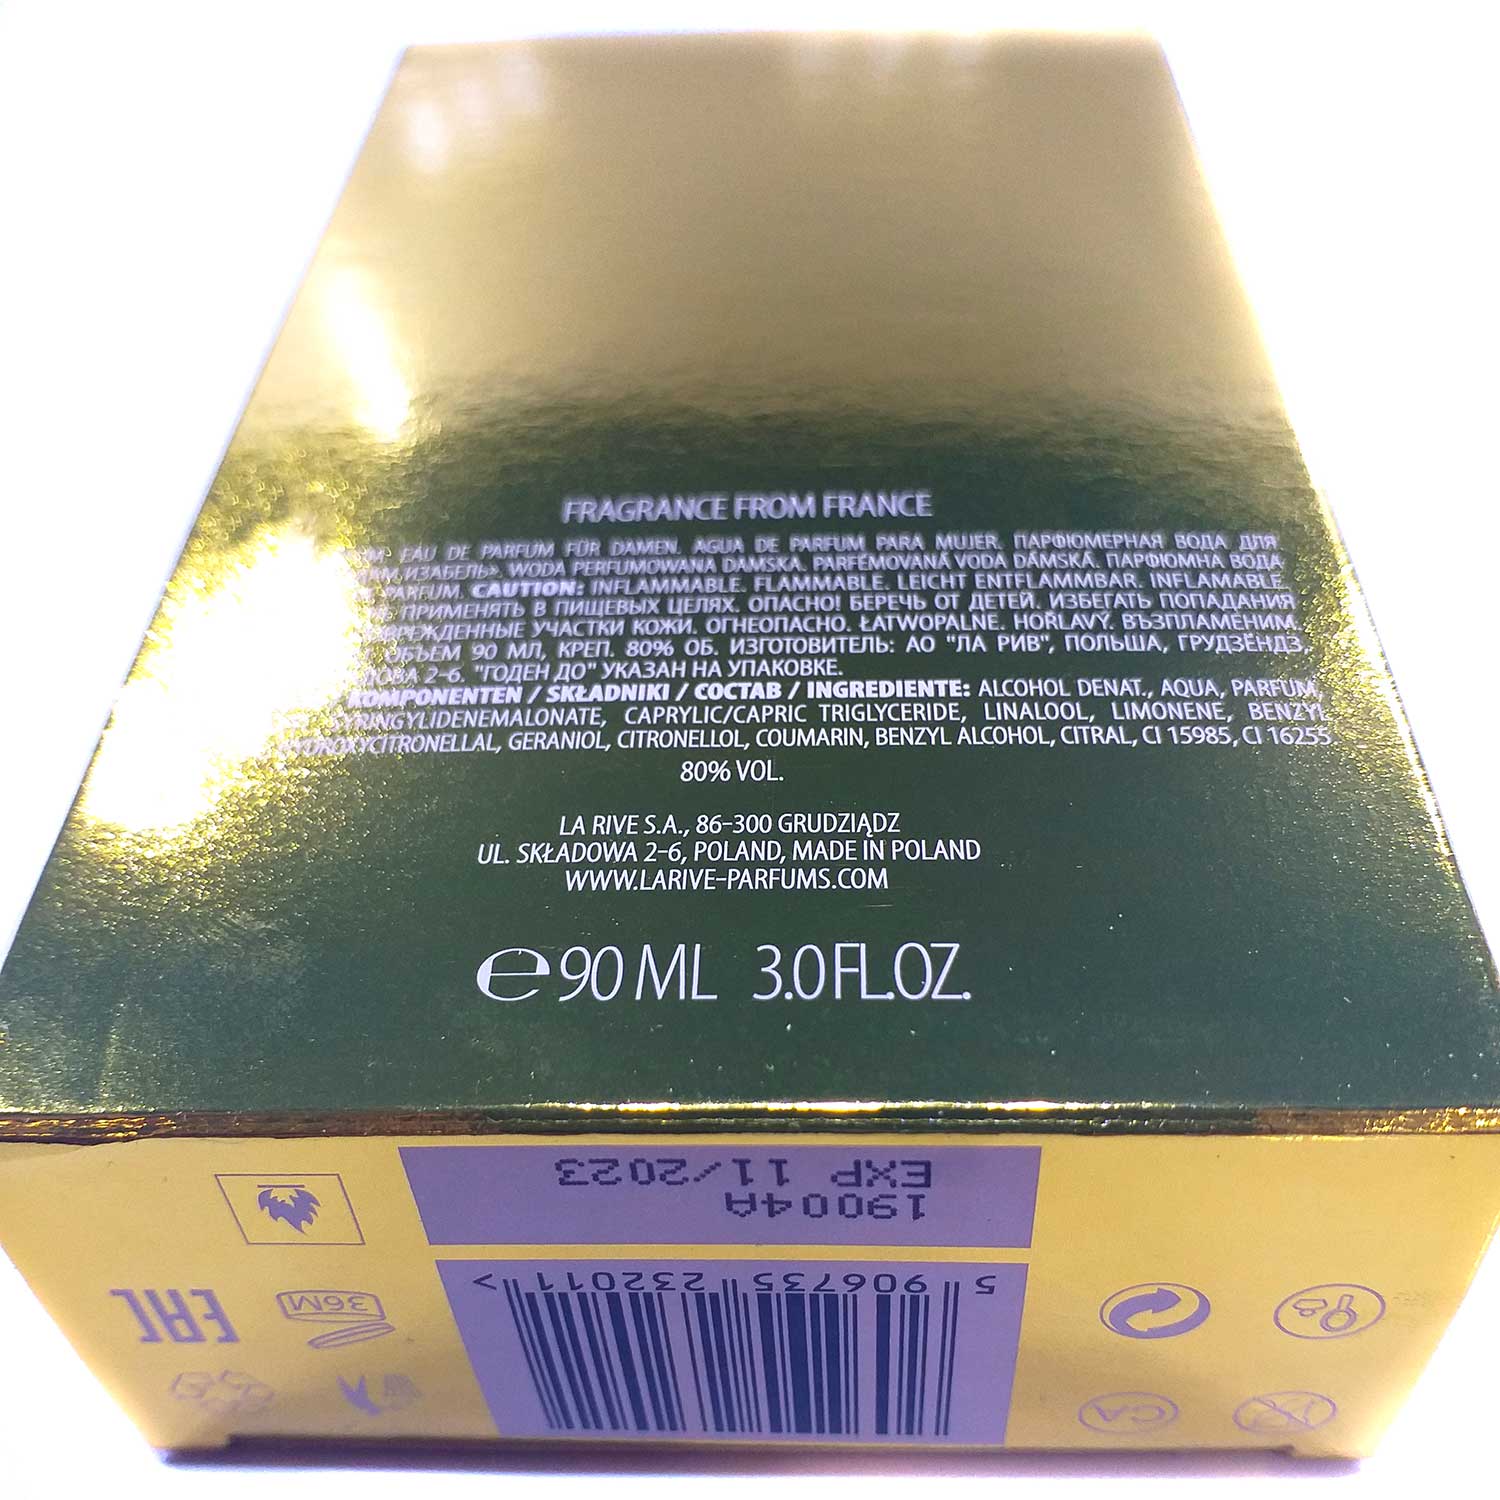 FRAGRANCE FROM FRANCE
EAU DE PARFUM FÜR DAMEN. AGUA DE PARFUM PARA MUJER. ПАРФЮМЕРНАЯ ВОДА ДЛЯ
ИЗАБЕЛЬ». WODA PERFUMOWANA DAMSKA. PARFÉMOVANÁ VODA DÁMSKÁ. ПАРФЮМНА ВОДА
PARFUM. CAUTION: INFLAMMABLE. FLAMMABLE. LEICHT ENTFLAMMBAR. INFLAMABLE.
ПРИМЕНЯТЬ В ПИЩЕВЫХ ЦЕЛЯХ. ОПАСНО! БЕРЕЧЬ ОТ ДЕТЕЙ. ИЗБЕГАТЬ ПОПАДАНИЯ
УЧАСТКИ КОЖИ. ОГНЕОПАСНО. ŁATWOPALNE. HOŘLAVÝ. ВЪЗПЛАМЕНИМ.
ОБЪЕМ 90 МЛ, КРЕП. 80% ОБ. ИЗГОТОВИТЕЛЬ: АО "ЛА РИВ", ПОЛЬША, ГРУДЗЁНДЗ,
2-6. "ГОДЕН ДО" УКАЗАН НА УПАКОВКЕ.
KOMPONENTEN / SKŁADNIKI / СОСТАВ / INGREDIENTE: ALCOHOL DENAT., AQUA, PARFUM,
CAPRYLIC/CAPRIC TRIGLYCERIDE, LINALOOL, LIMONENE, BENZYL
HYDROXYCITRONELLAL, GERANIOL, CITRONELLOL, COUMARIN, BENZYL ALCOHOL, CITRAL, CI 15985, CI 16255
80% VOL.
LA RIVE S.A., 86-300 GRUDZIĄDZ
UL. SKŁADOWA 2-6, POLAND, MADE IN POLAND
WWW.LARIVE-PARFUMS.COM
℮ 90 ML 3.0 FL.OZ.
19004A
EXP 11/2023
5 906735 232011 >
36M
EAC
CA